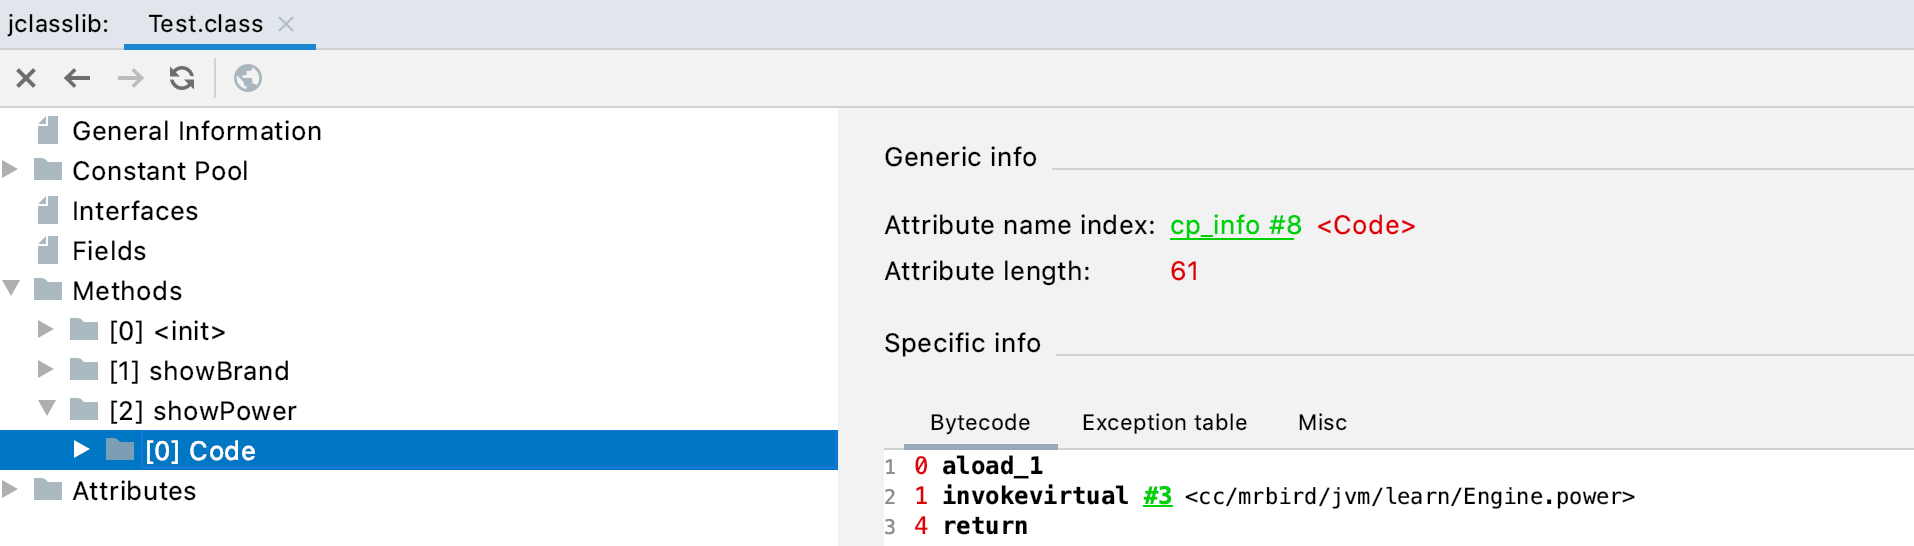 jclasslib: Test.class
General Information
Constant Pool
Interfaces
Fields
Methods
[0] <init>
[1] showBrand
[2] showPower
[0] Code
Attributes
Generic info
Attribute name index: cp_info #8 <Code>
Attribute length: 61
Specific info
Bytecode Exception table Misc
1 0 aload_1
2 1 invokevirtual #3 <cc/mrbird/jvm/learn/Engine.power>
3 4 return